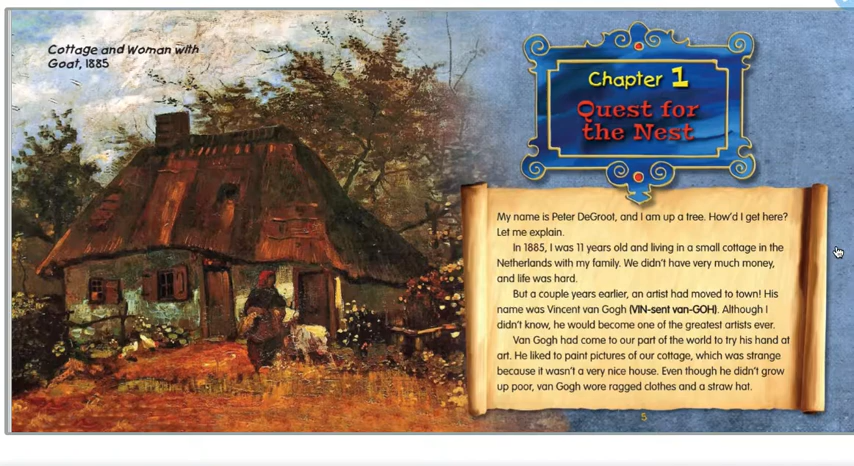 Cottage and Woman with
Goat, 1885
Chapter 1
Quest for
the Nest
My name is Peter DeGroot, and I am up a tree. How'd I get here?
Let me explain.
In 1885, I was 11 years old and living in a small cottage in the
Netherlands with my family. We didn't have very much money,
and life was hard.
But a couple years earlier, an artist had moved to town! His
name was Vincent van Gogh (VIN-sent van-GOH). Although I
didn't know, he would become one of the greatest artists ever.
Van Gogh had come to our part of the world to try his hand at
art. He liked to paint pictures of our cottage, which was strange
because it wasn't a very nice house. Even though he didn't grow
up poor, van Gogh wore ragged clothes and a straw hat.
5